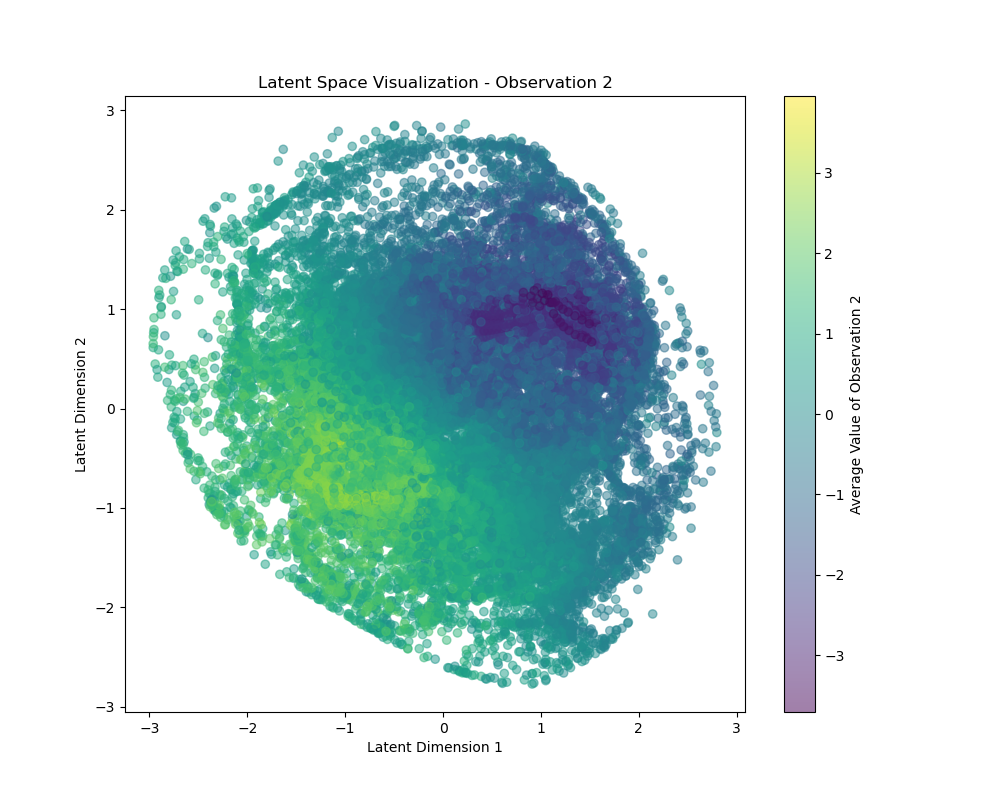 Latent Space Visualization - Observation 2
3
2
1
0
−1
−2
−3
Latent Dimension 2
−3 −2 −1 0 1 2 3
Latent Dimension 1
3
2
1
0
−1
−2
−3
Average Value of Observation 2